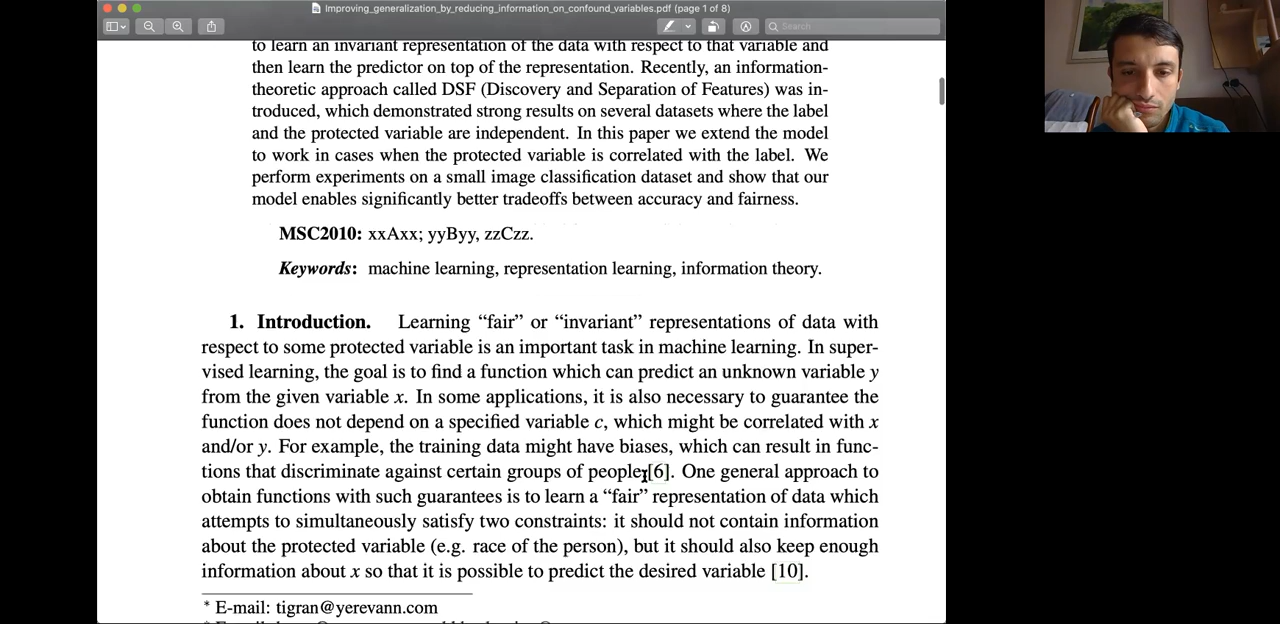 Improving_generalization_by_reducing_information_on_confound_variables.pdf (page 1 of 8)
Search
to learn an invariant representation of the data with respect to that variable and
then learn the predictor on top of the representation. Recently, an information-
theoretic approach called DSF (Discovery and Separation of Features) was in-
troduced, which demonstrated strong results on several datasets where the label
and the protected variable are independent. In this paper we extend the model
to work in cases when the protected variable is correlated with the label. We
perform experiments on a small image classification dataset and show that our
model enables significantly better tradeoffs between accuracy and fairness.
MSC2010: xxAxx; yyByy, zzCzz.
Keywords: machine learning, representation learning, information theory.
1. Introduction. Learning “fair” or “invariant” representations of data with
respect to some protected variable is an important task in machine learning. In super-
vised learning, the goal is to find a function which can predict an unknown variable y
from the given variable x. In some applications, it is also necessary to guarantee the
function does not depend on a specified variable c, which might be correlated with x
and/or y. For example, the training data might have biases, which can result in func-
tions that discriminate against certain groups of people [6]. One general approach to
obtain functions with such guarantees is to learn a “fair” representation of data which
attempts to simultaneously satisfy two constraints: it should not contain information
about the protected variable (e.g. race of the person), but it should also keep enough
information about x so that it is possible to predict the desired variable [10].
* E-mail: tigran@yerevann.com